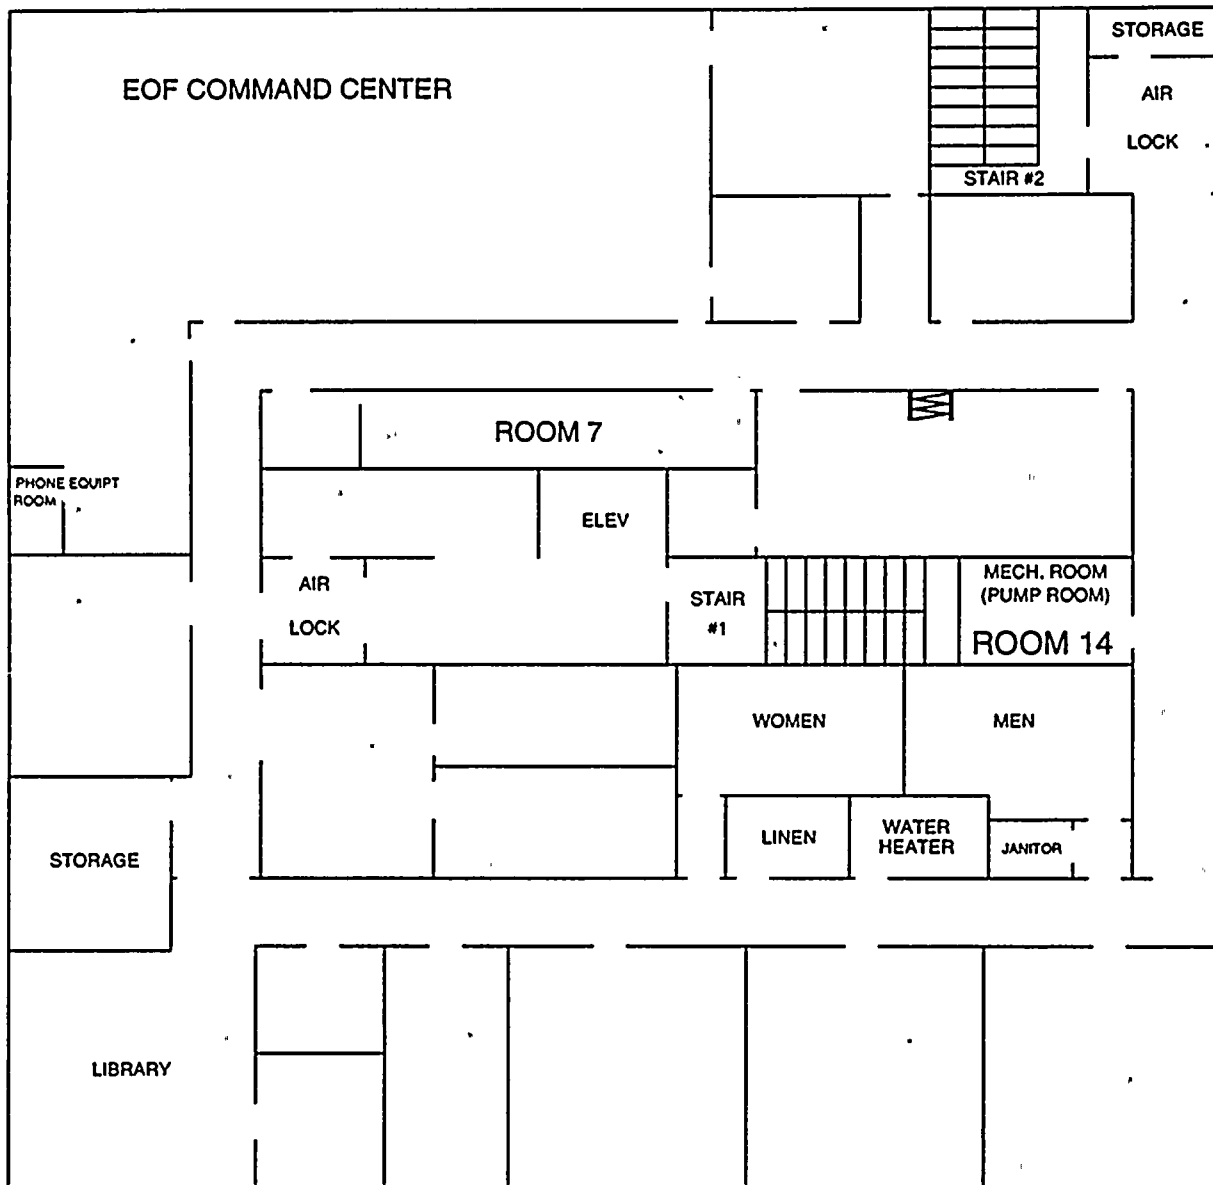 STORAGE
EOF COMMAND CENTER
AIR
LOCK
STAIR #2
ROOM 7
PHONE EQUIPT
ROOM
ELEV
AIR
LOCK
STAIR
#1
MECH. ROOM
(PUMP ROOM)
ROOM 14
WOMEN
MEN
STORAGE
LINEN
WATER
HEATER
JANITOR
LIBRARY